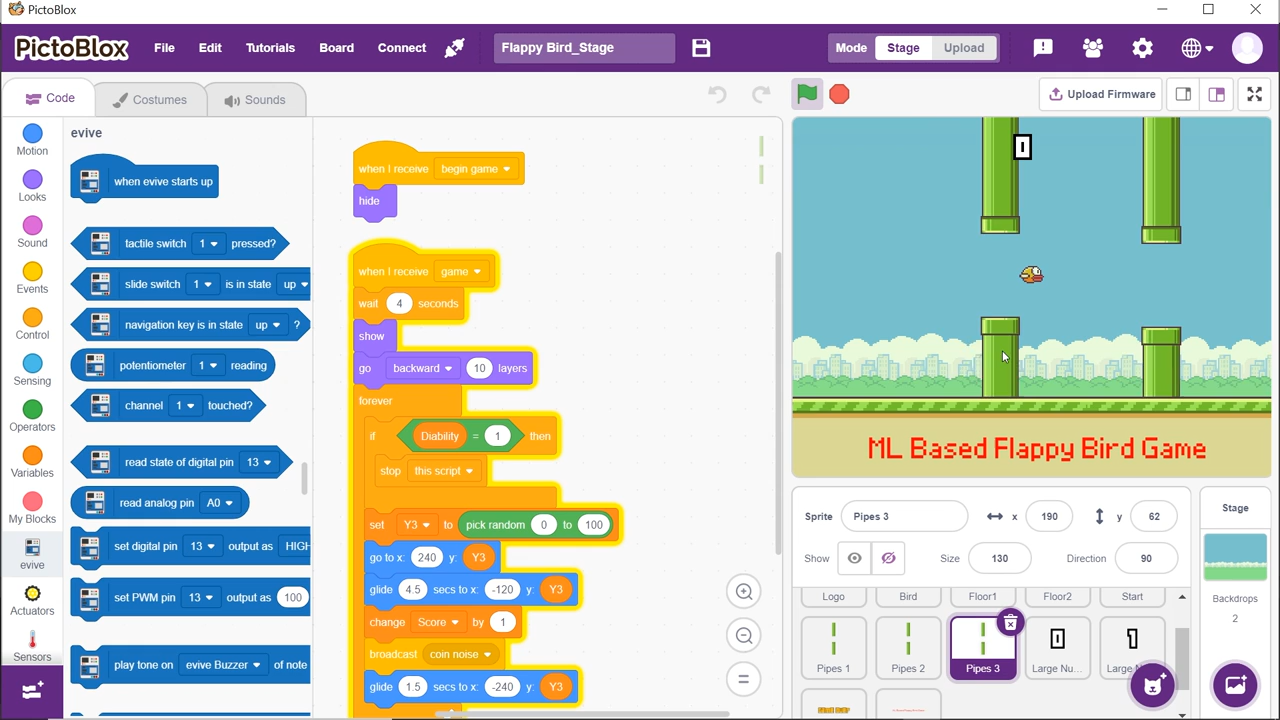 PictoBlox
PictoBlox File Edit Tutorials Board Connect Flappy Bird_Stage Mode Stage Upload
Code Costumes Sounds Upload Firmware
Motion
Looks
Sound
Events
Control
Sensing
Operators
Variables
My Blocks
evive
Actuators
Sensors
evive
when evive starts up
tactile switch 1 pressed?
slide switch 1 is in state up
navigation key is in state up ?
potentiometer 1 reading
channel 1 touched?
read state of digital pin 13
read analog pin A0
set digital pin 13 output as HIGH
set PWM pin 13 output as 100
play tone on evive Buzzer of note
when I receive begin game
hide
when I receive game
wait 4 seconds
show
go backward 10 layers
forever
if Diability = 1 then
stop this script
set Y3 to pick random 0 to 100
go to x: 240 y: Y3
glide 4.5 secs to x: -120 y: Y3
change Score by 1
broadcast coin noise
glide 1.5 secs to x: -240 y: Y3
0
ML Based Flappy Bird Game
Sprite Pipes 3 x 190 y 62
Show Size 130 Direction 90
Logo Bird Floor1 Floor2 Start
0 1
Pipes 1 Pipes 2 Pipes 3 Large Nu... Large N
Stage
Backdrops
2